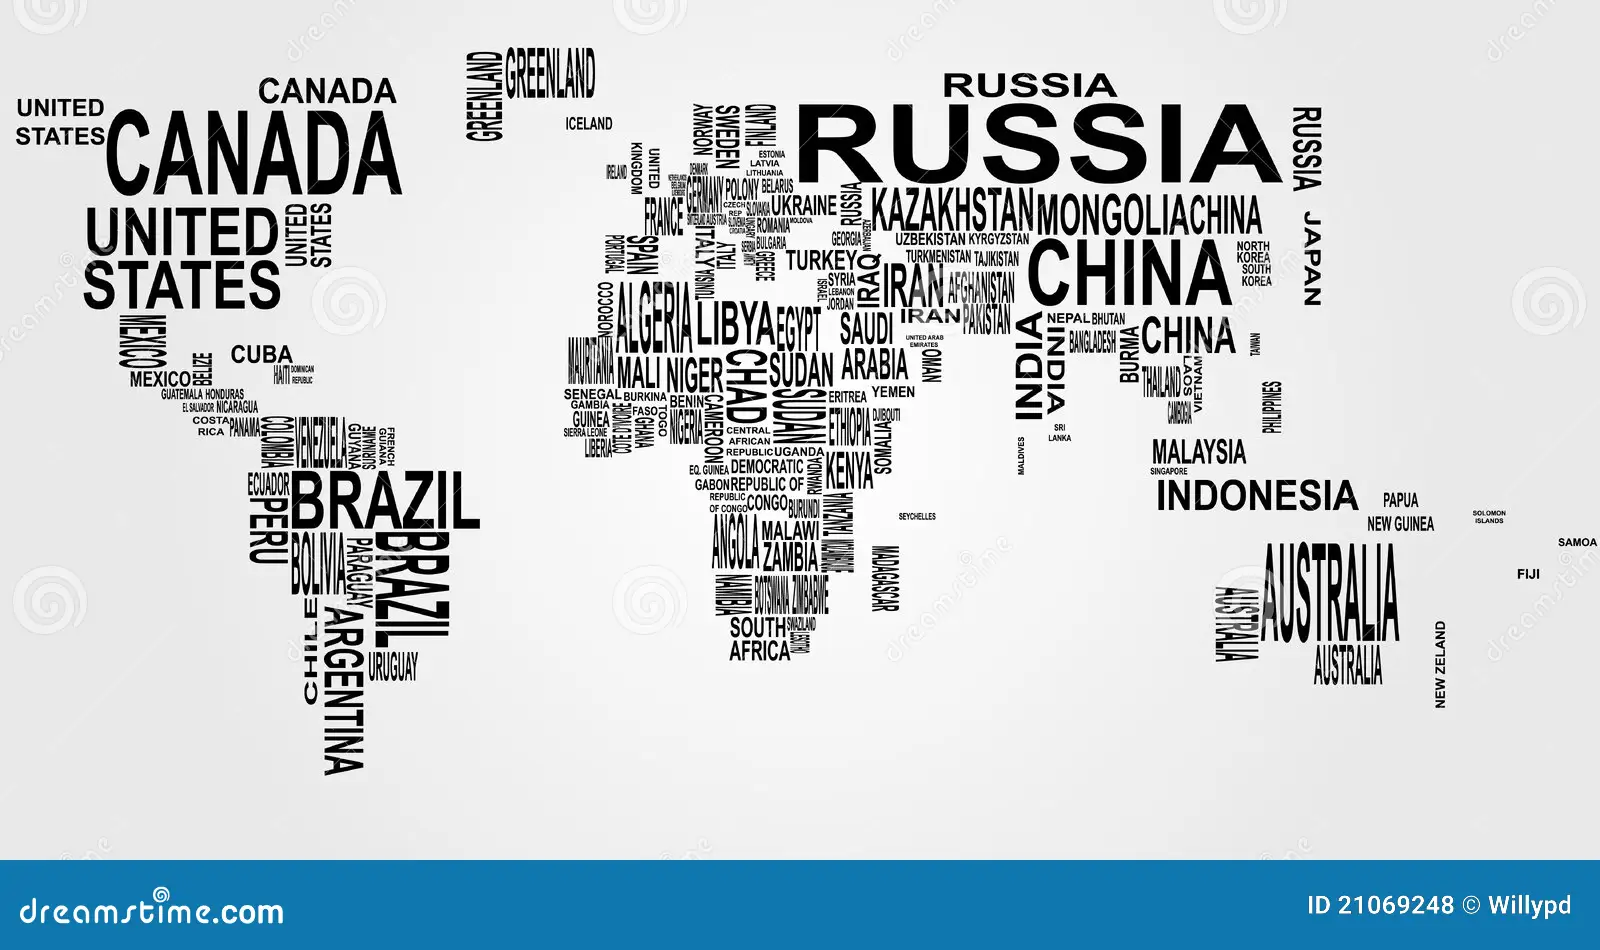 UNITED
STATES
CANADA
CANADA
UNITED
STATES
UNITED
STATES
MEXICO
MEXICO
BELIZE
CUBA
HAITI
DOMINICAN
REPUBLIC
GUATEMALA HONDURAS
EL SALVADOR NICARAGUA
COSTA
RICA
PANAMA
COLOMBIA
VENEZUELA
GUYANA
SURINAME
FRENCH
GUIANA
ECUADOR
BRAZIL
PERU
BOLIVIA
PARAGUAY
BRAZIL
CHILE
ARGENTINA
URUGUAY
GREENLAND
GREENLAND
ICELAND
NORWAY
SWEDEN
FINLAND
ESTONIA
LATVIA
LITHUANIA
IRELAND
UNITED
KINGDOM
DENMARK
GERMANY
POLONY
BELARUS
FRANCE
CZECH
REP
SLOVAKIA
UKRAINE
ROMANIA
MOLDOVA
BULGARIA
PORTUGAL
SPAIN
ITALY
ITALY
GREECE
TUNISIA
TURKEY
GEORGIA
SYRIA
LEBANON
JORDAN
ISRAEL
IRAQ
RUSSIA
RUSSIA
RUSSIA
RUSSIA
KAZAKHSTAN
MONGOLIA
CHINA
UZBEKISTAN
KYRGYZSTAN
TURKMENISTAN
TAJIKISTAN
IRAN
AFGHANISTAN
IRAN
PAKISTAN
CHINA
NORTH
KOREA
SOUTH
KOREA
JAPAN
MOROCCO
ALGERIA
LIBYA
EGYPT
SAUDI
ARABIA
UNITED ARAB
EMIRATES
OMAN
YEMEN
INDIA
INDIA
NEPAL
BHUTAN
BANGLADESH
BURMA
CHINA
TAIWAN
THAILAND
LAOS
VIETNAM
CAMBOGIA
PHILIPPINES
SRI
LANKA
MALDIVES
MALAYSIA
SINGAPORE
INDONESIA
PAPUA
NEW GUINEA
SOLOMON
ISLANDS
SAMOA
FIJI
MAURITANIA
MALI
NIGER
CHAD
SUDAN
SUDAN
ERITREA
SENEGAL
GAMBIA
GUINEA
SIERRA LEONE
LIBERIA
COTE D'IVORE
BURKINA
FASO
GHANA
TOGO
BENIN
NIGERIA
CAMEROON
CENTRAL
AFRICAN
REPUBLIC
ETHIOPIA
DJIBOUTI
SOMALIA
UGANDA
KENYA
EQ. GUINEA
GABON
DEMOCRATIC
REPUBLIC OF
CONGO
REPUBLIC
OF CONGO
RWANDA
BURUNDI
TANZANIA
SEYCHELLES
ANGOLA
MALAWI
ZAMBIA
MADAGASCAR
NAMIBIA
BOTSWANA
ZIMBABWE
SOUTH
AFRICA
SWAZILAND
AUSTRALIA
AUSTRALIA
AUSTRALIA
NEW ZELAND
dreamstime.com
ID 21069248 © Willypd